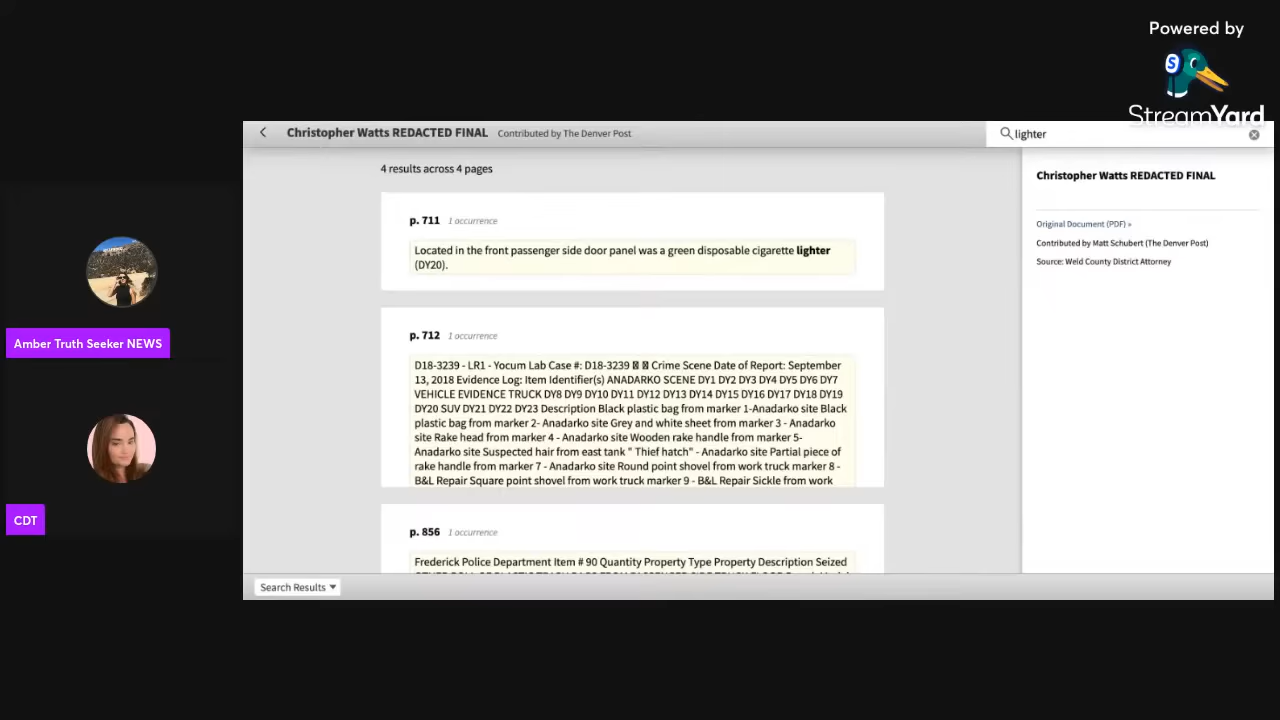 Powered by
StreamYard
Christopher Watts REDACTED FINAL Contributed by The Denver Post
lighter
4 results across 4 pages
Christopher Watts REDACTED FINAL
p. 711 1 occurrence
Original Document (PDF) »
Contributed by Matt Schubert (The Denver Post)
Located in the front passenger side door panel was a green disposable cigarette lighter
(DY20).
Source: Weld County District Attorney
p. 712 1 occurrence
Amber Truth Seeker NEWS
D18-3239 - LR1 - Yocum Lab Case #: D18-3239 Crime Scene Date of Report: September
13, 2018 Evidence Log: Item Identifier(s) ANADARKO SCENE DY1 DY2 DY3 DY4 DY5 DY6 DY7
VEHICLE EVIDENCE TRUCK DY8 DY9 DY10 DY11 DY12 DY13 DY14 DY15 DY16 DY17 DY18 DY19
DY20 SUV DY21 DY22 DY23 Description Black plastic bag from marker 1-Anadarko site Black
plastic bag from marker 2- Anadarko site Grey and white sheet from marker 3 - Anadarko
site Rake head from marker 4 - Anadarko site Wooden rake handle from marker 5-
Anadarko site Suspected hair from east tank " Thief hatch" - Anadarko site Partial piece of
rake handle from marker 7 - Anadarko site Round point shovel from work truck marker 8 -
B&L Repair Square point shovel from work truck marker 9 - B&L Repair Sickle from work
CDT
p. 856 1 occurrence
Frederick Police Department Item # 90 Quantity Property Type Property Description Seized
Search Results